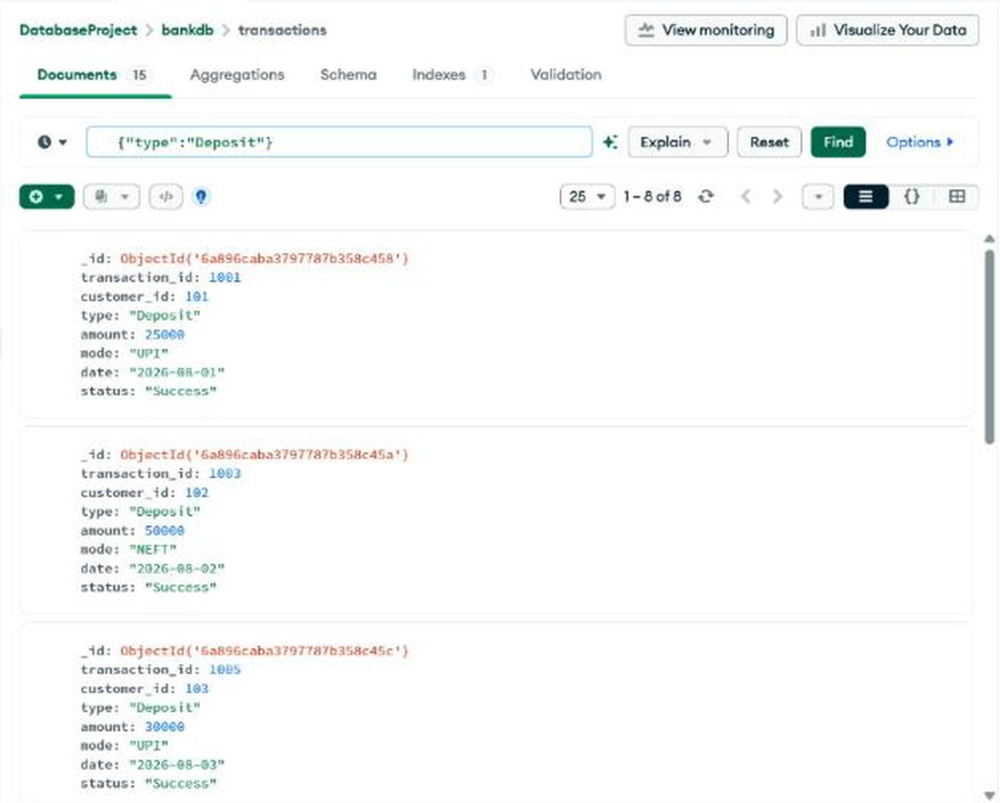 DatabaseProject > bankdb > transactions
View monitoring
Visualize Your Data
Documents 15 Aggregations Schema Indexes 1 Validation
{"type":"Deposit"}
Explain Reset Find Options
25 1 – 8 of 8
_id: ObjectId('6a896caba3797787b358c458')
transaction_id: 1001
customer_id: 101
type: "Deposit"
amount: 25000
mode: "UPI"
date: "2026-08-01"
status: "Success"
_id: ObjectId('6a896caba3797787b358c45a')
transaction_id: 1003
customer_id: 102
type: "Deposit"
amount: 50000
mode: "NEFT"
date: "2026-08-02"
status: "Success"
_id: ObjectId('6a896caba3797787b358c45c')
transaction_id: 1005
customer_id: 103
type: "Deposit"
amount: 30000
mode: "UPI"
date: "2026-08-03"
status: "Success"